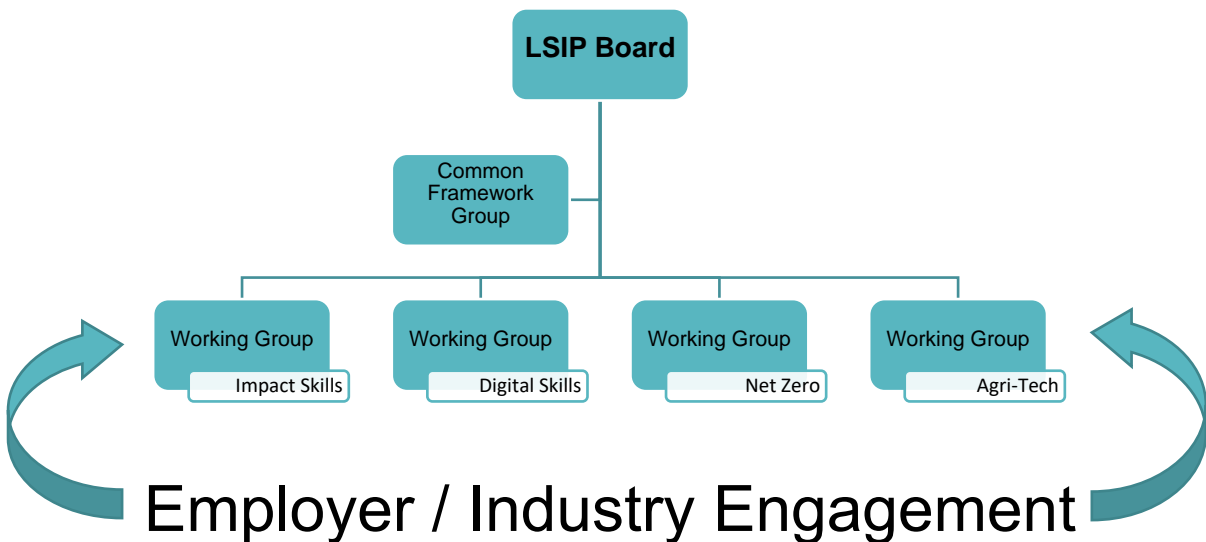 LSIP Board
Common
Framework
Group
Working Group
Impact Skills
Working Group
Digital Skills
Working Group
Net Zero
Working Group
Agri-Tech
Employer / Industry Engagement